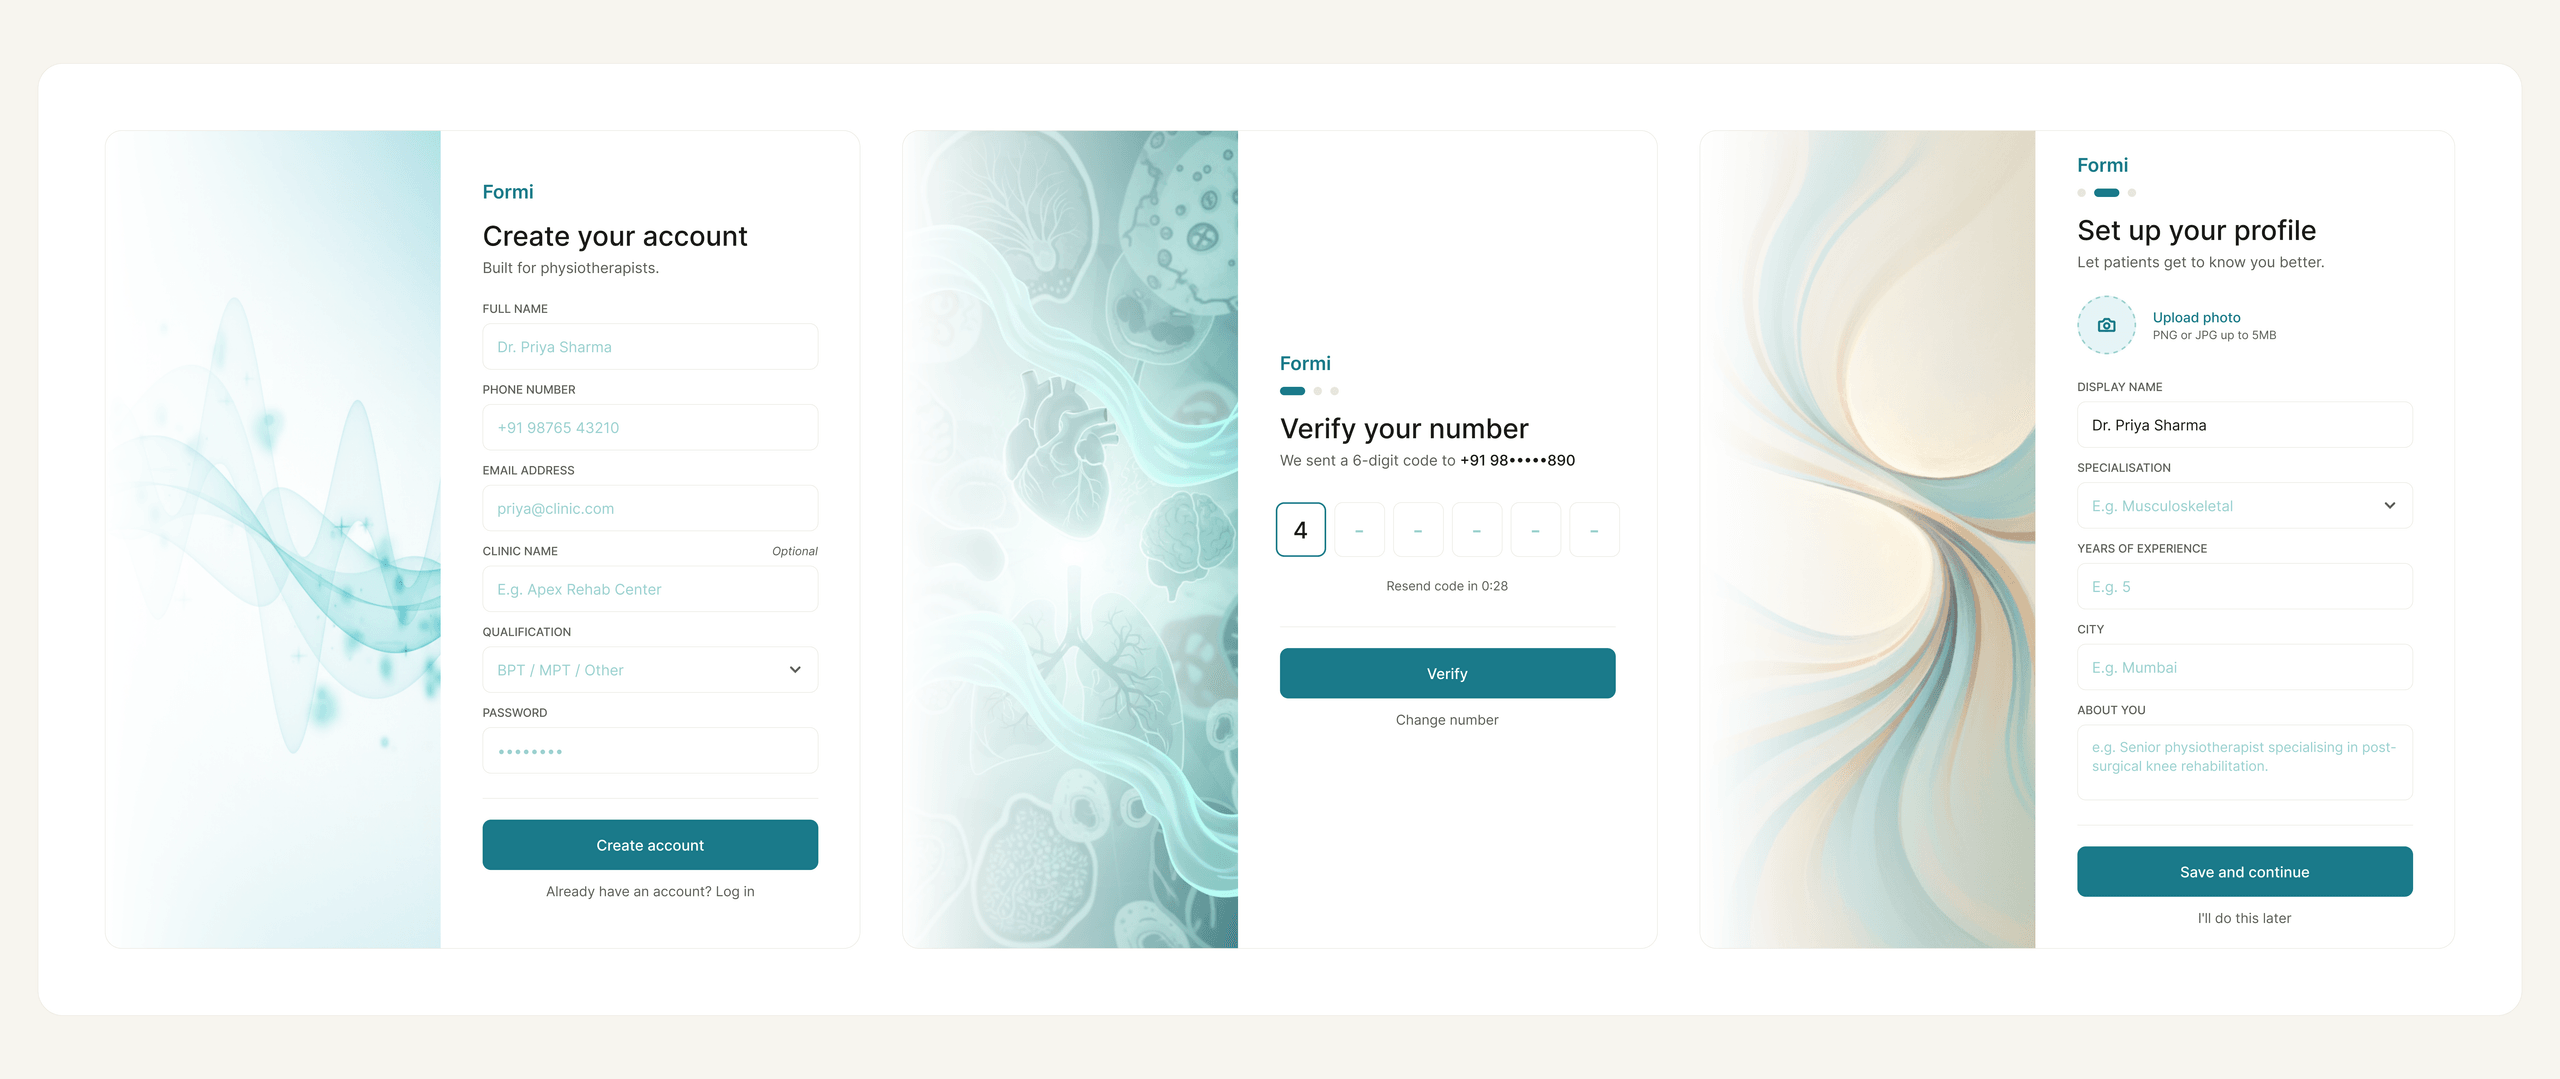 Formi
Create your account
Built for physiotherapists.
FULL NAME
Dr. Priya Sharma
PHONE NUMBER
+91 98765 43210
EMAIL ADDRESS
priya@clinic.com
CLINIC NAME Optional
E.g. Apex Rehab Center
QUALIFICATION
BPT / MPT / Other
PASSWORD
••••••••
Create account
Already have an account? Log in
Formi
Verify your number
We sent a 6-digit code to +91 98•••••890
4 - - - - -
Resend code in 0:28
Verify
Change number
Formi
Set up your profile
Let patients get to know you better.
Upload photo
PNG or JPG up to 5MB
DISPLAY NAME
Dr. Priya Sharma
SPECIALISATION
E.g. Musculoskeletal
YEARS OF EXPERIENCE
E.g. 5
CITY
E.g. Mumbai
ABOUT YOU
e.g. Senior physiotherapist specialising in post-
surgical knee rehabilitation.
Save and continue
I'll do this later